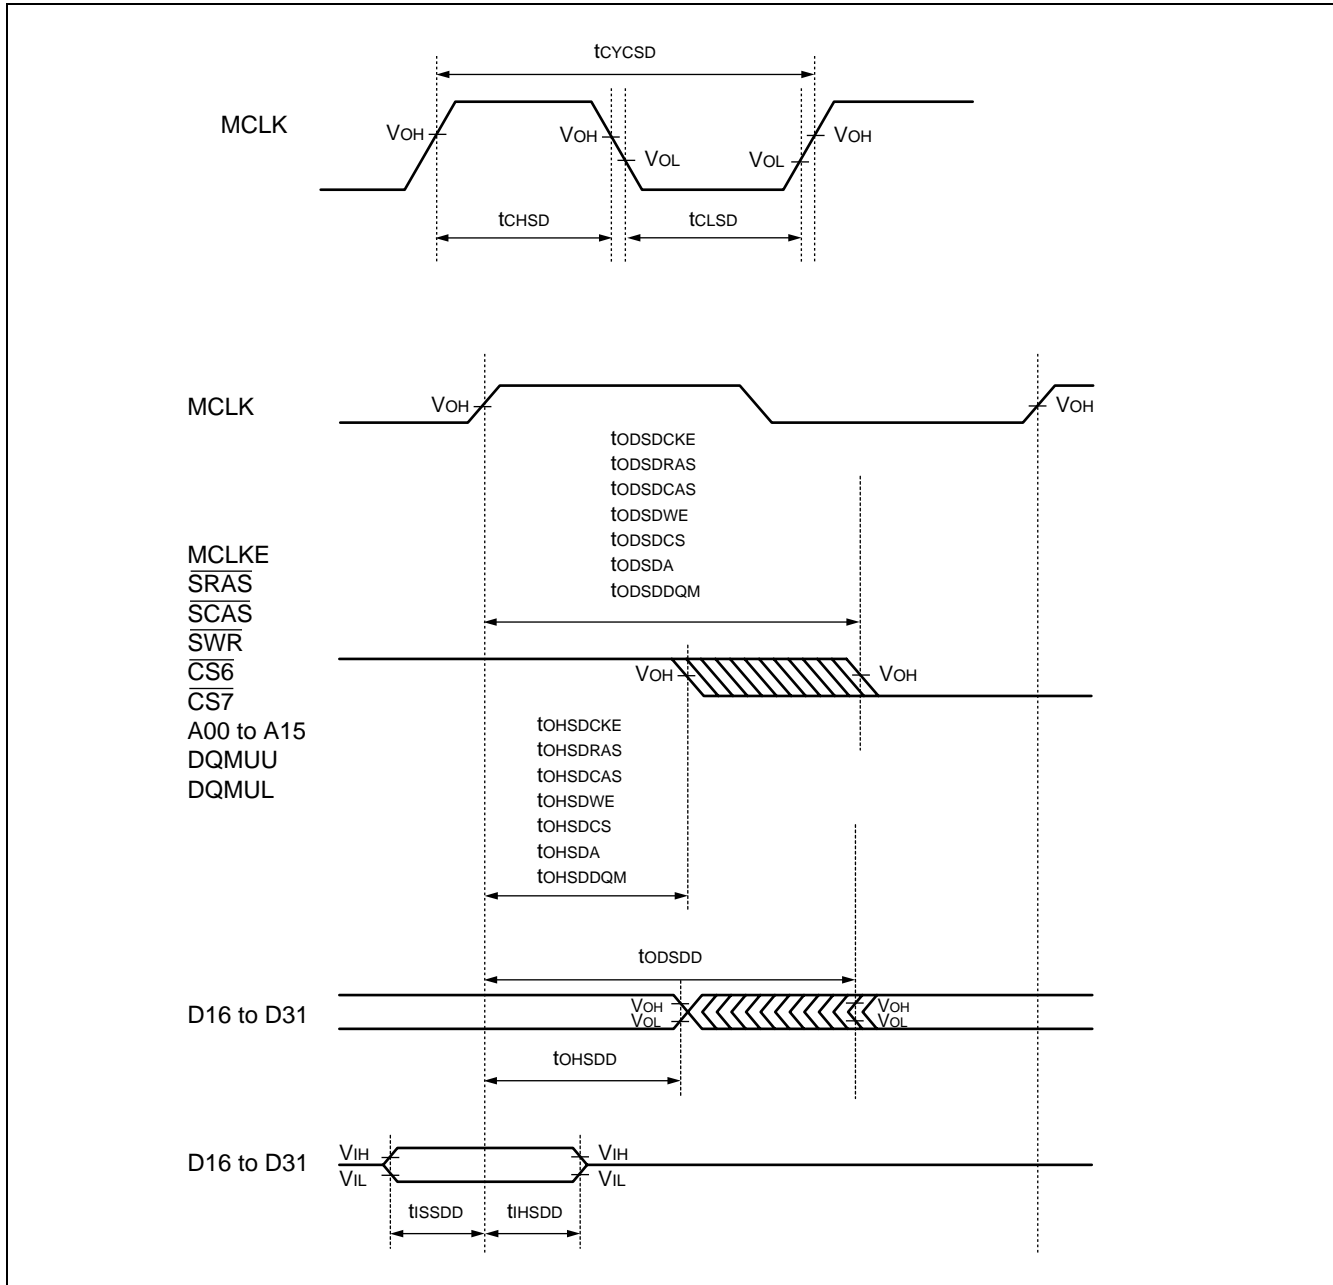 tCYCSD
MCLK
VOH
VOH
VOH
VOL
VOL
tCHSD
tCLSD
MCLK
VOH
VOH
tODSDCKE
tODSDRAS
tODSDCAS
tODSDWE
tODSDCS
tODSDA
tODSDDQM
MCLKE
SRAS
SCAS
SWR
CS6
CS7
A00 to A15
DQMUU
DQMUL
VOH
VOH
tOHSDCKE
tOHSDRAS
tOHSDCAS
tOHSDWE
tOHSDCS
tOHSDA
tOHSDDQM
tODSDD
D16 to D31
VOH
VOL
VOH
VOL
tOHSDD
D16 to D31
VIH
VIL
VIH
VIL
tISSDD
tIHSDD